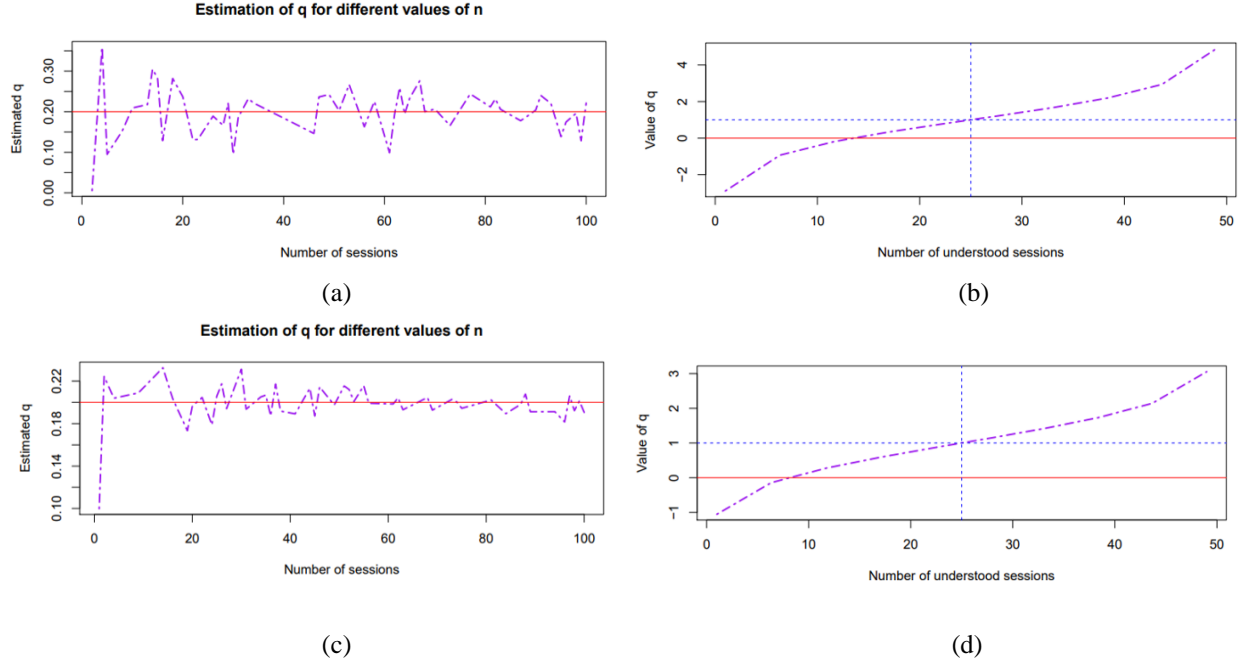 Estimation of q for different values of n
Estimated q
0.00 0.10 0.20 0.30
0 20 40 60 80 100
Number of sessions
(a)
Value of q
−2 0 2 4
0 10 20 30 40 50
Number of understood sessions
(b)
Estimation of q for different values of n
Estimated q
0.10 0.14 0.18 0.22
0 20 40 60 80 100
Number of sessions
(c)
Value of q
−1 0 1 2 3
0 10 20 30 40 50
Number of understood sessions
(d)